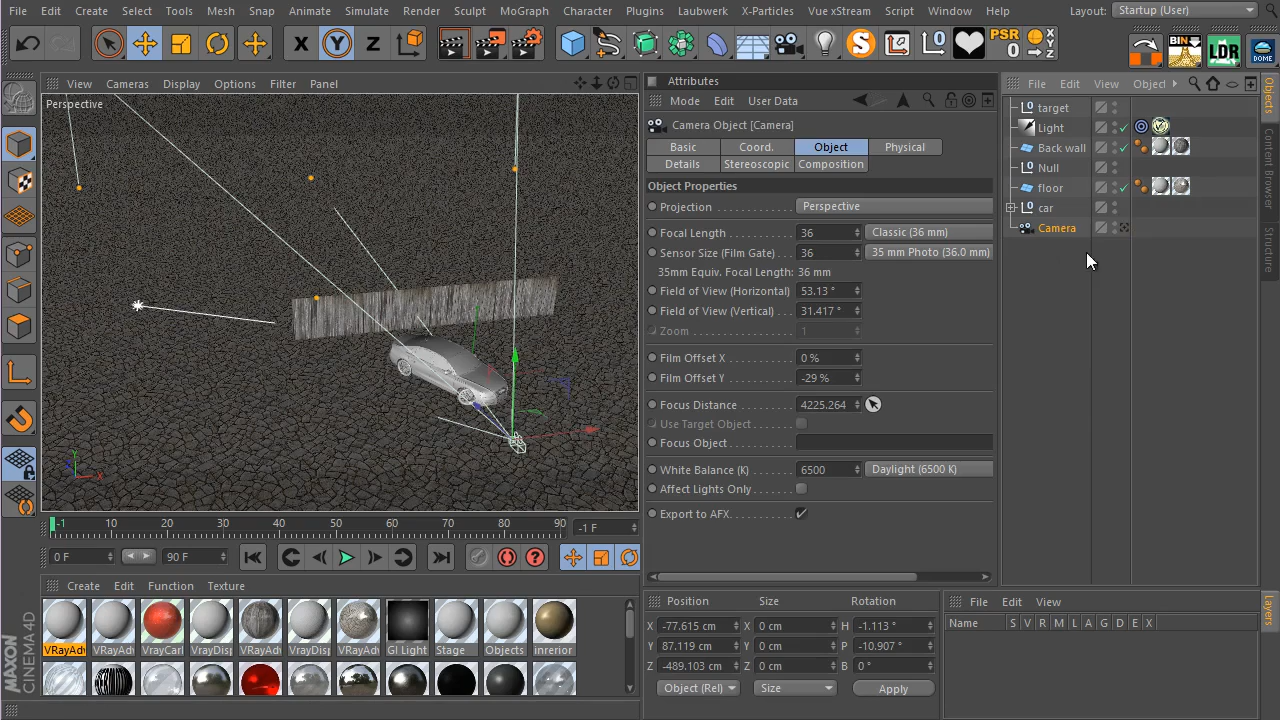 File Edit Create Select Tools Mesh Snap Animate Simulate Render Sculpt MoGraph Character Plugins Laubwerk X-Particles Vue xStream Script Window Help Layout: Startup (User)
X Y Z S PSR 0 X Y Z BIN LDR DOME
View Cameras Display Options Filter Panel
Perspective
Y X
-1 10 20 30 40 50 60 70 80 90 -1 F
0 F 90 F
Create Edit Function Texture
VRayAdv VRayAdv VrayCarl VrayDisp VRayAdv VrayDisp VRayAdv GI Light Stage Objects inrerior
MAXON CINEMA4D
Attributes
Mode Edit User Data
Camera Object [Camera]
Basic Coord. Object Physical
Details Stereoscopic Composition
Object Properties
Projection Perspective
Focal Length 36 Classic (36 mm)
Sensor Size (Film Gate) 36 35 mm Photo (36.0 mm)
35mm Equiv. Focal Length: 36 mm
Field of View (Horizontal) 53.13 °
Field of View (Vertical) 31.417 °
Zoom 1
Film Offset X 0 %
Film Offset Y -29 %
Focus Distance 4225.264
Use Target Object
Focus Object
White Balance (K) 6500 Daylight (6500 K)
Affect Lights Only
Export to AFX
Position Size Rotation
X -77.615 cm X 0 cm H -1.113 °
Y 87.119 cm Y 0 cm P -10.907 °
Z -489.103 cm Z 0 cm B 0 °
Object (Rel) Size Apply
File Edit View Object
target
Light
Back wall
Null
floor
car
Camera
Objects
Content Browser
Structure
File Edit View
Name S V R M L A G D E X
Layers